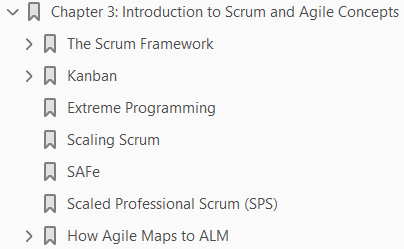 Chapter 3: Introduction to Scrum and Agile Concepts
The Scrum Framework
Kanban
Extreme Programming
Scaling Scrum
SAFe
Scaled Professional Scrum (SPS)
How Agile Maps to ALM